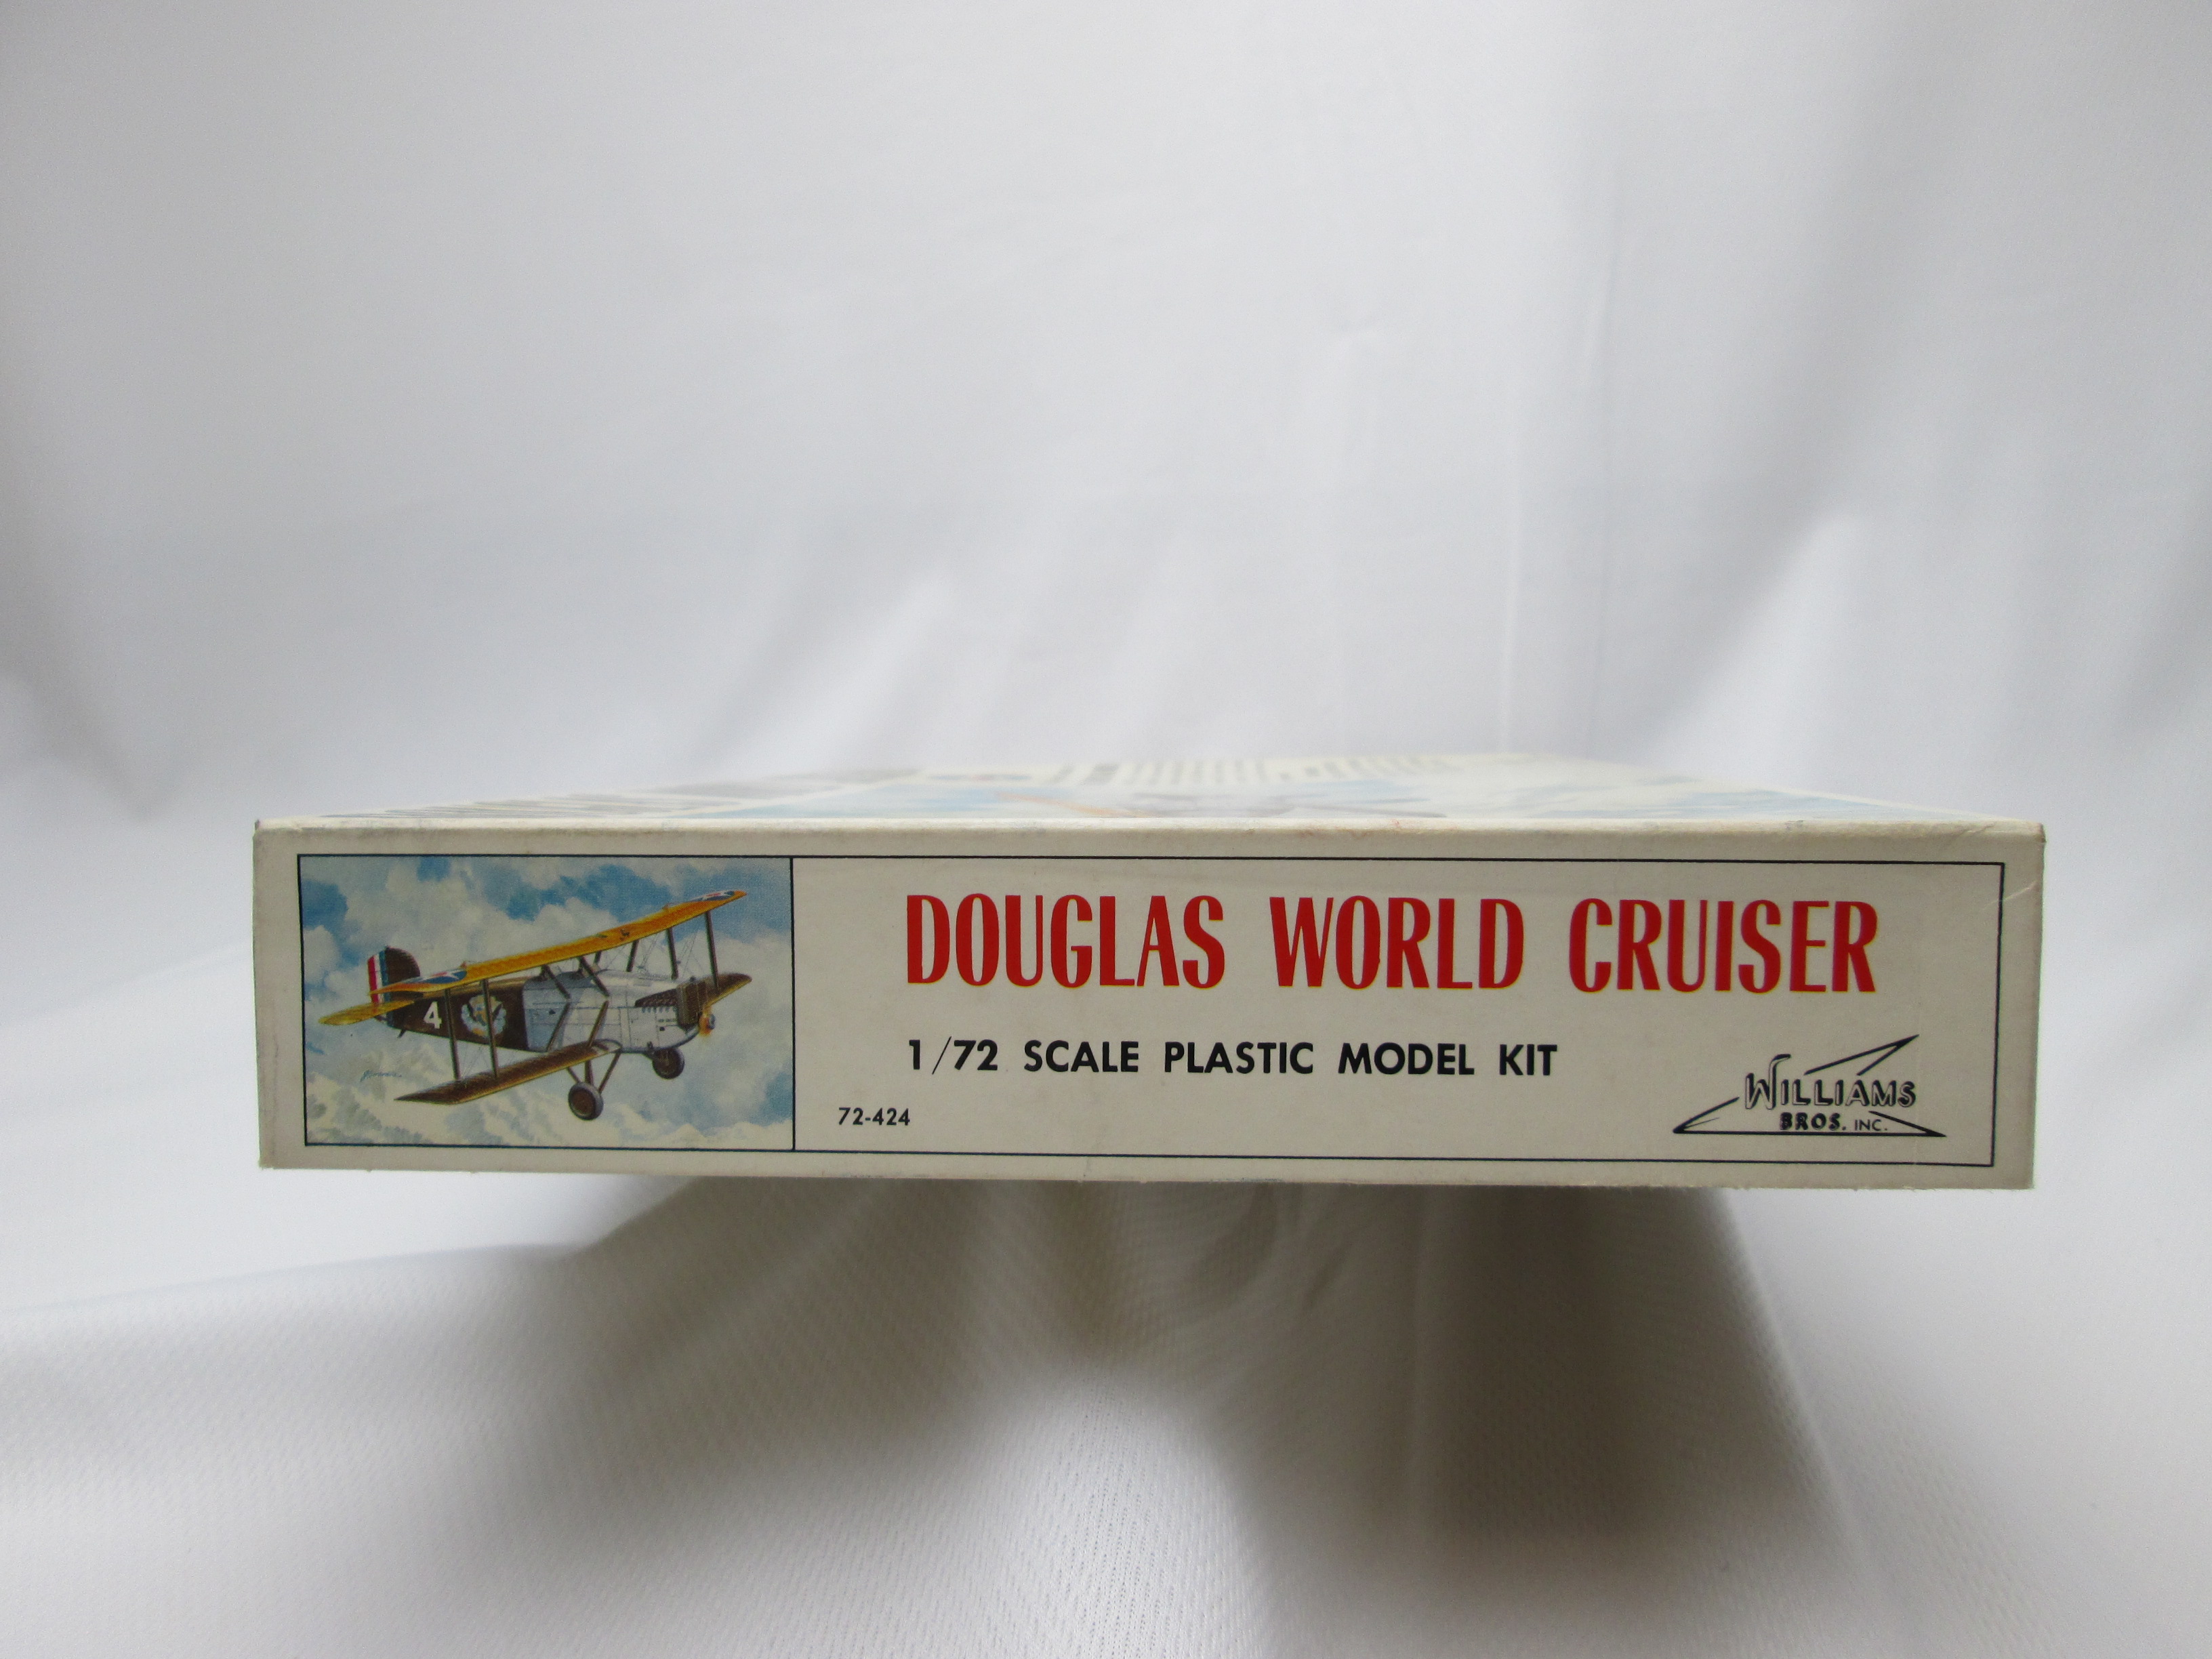 DOUGLAS WORLD CRUISER
1/72 SCALE PLASTIC MODEL KIT
72-424
WILLIAMS
BROS. INC.
4